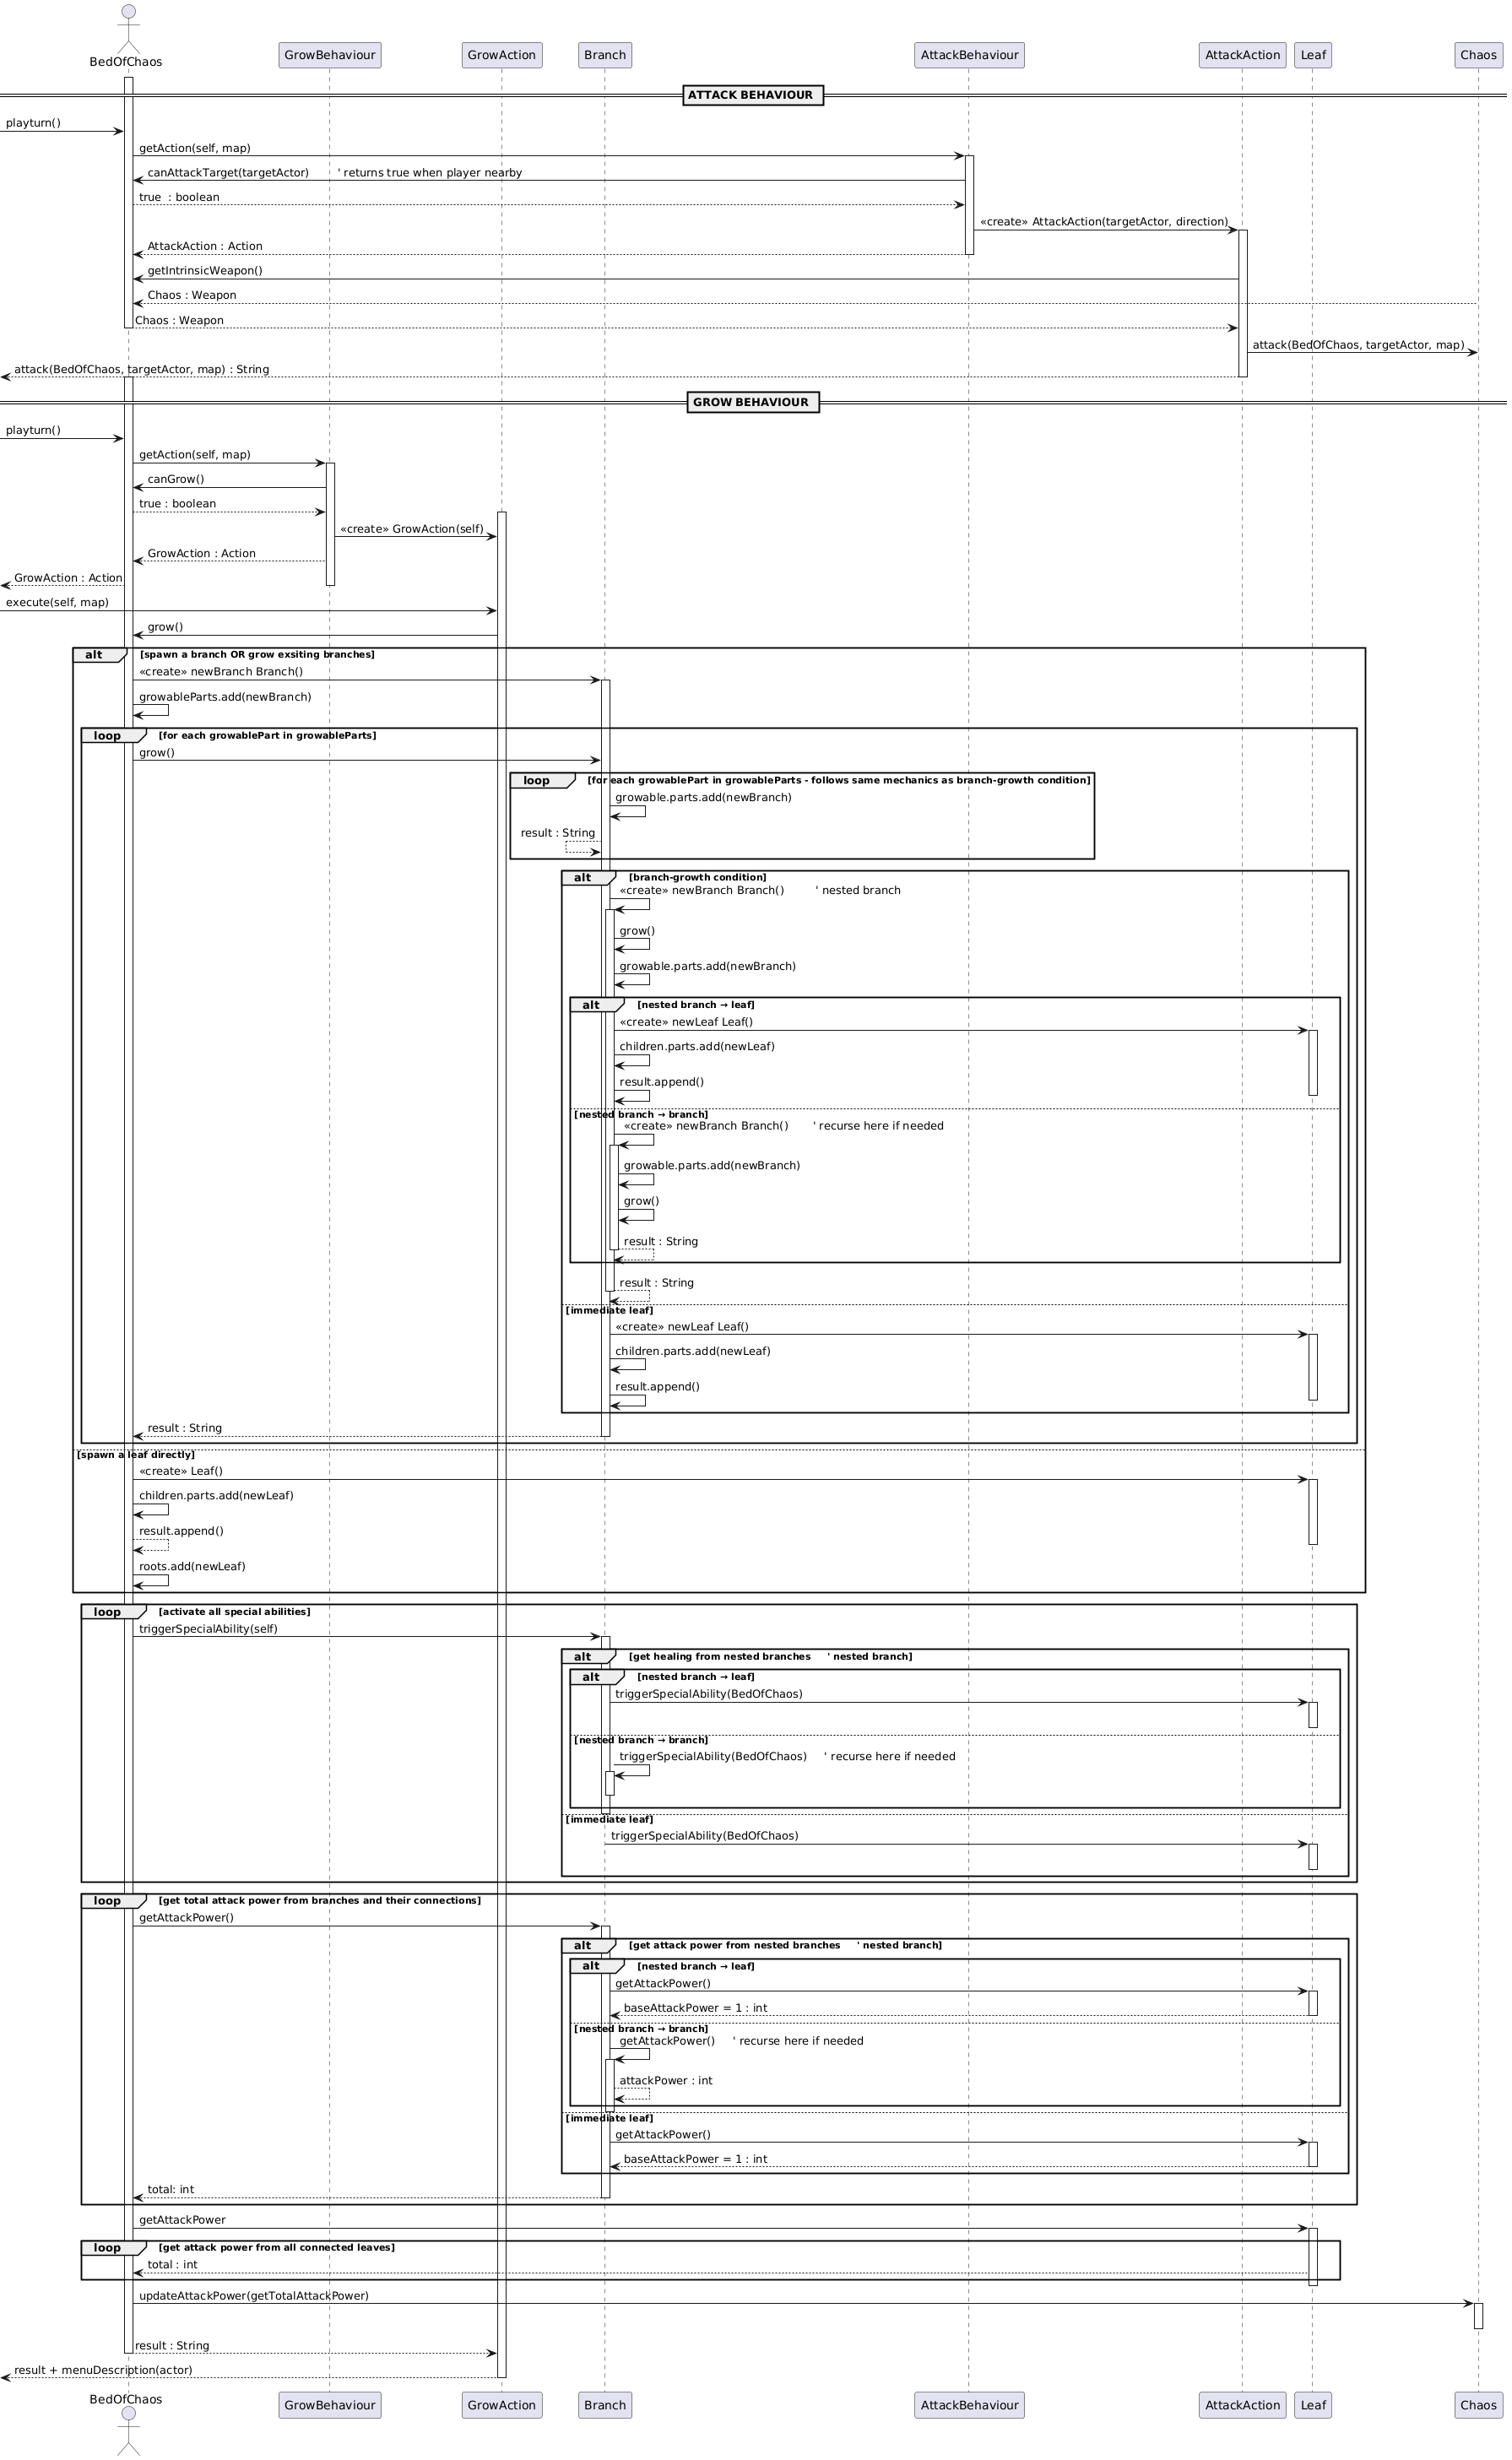 BedOfChaos
GrowBehaviour
GrowAction
Branch
AttackBehaviour
AttackAction
Leaf
Chaos
ATTACK BEHAVIOUR
playturn()
getAction(self, map)
canAttackTarget(targetActor) ' returns true when player nearby
true : boolean
«create» AttackAction(targetActor, direction)
AttackAction : Action
getIntrinsicWeapon()
Chaos : Weapon
Chaos : Weapon
attack(BedOfChaos, targetActor, map)
attack(BedOfChaos, targetActor, map) : String
GROW BEHAVIOUR
playturn()
getAction(self, map)
canGrow()
true : boolean
«create» GrowAction(self)
GrowAction : Action
GrowAction : Action
execute(self, map)
grow()
alt [spawn a branch OR grow exsiting branches]
«create» newBranch Branch()
growableParts.add(newBranch)
loop [for each growablePart in growableParts]
grow()
loop [for each growablePart in growableParts - follows same mechanics as branch-growth condition]
growable.parts.add(newBranch)
result : String
alt [branch-growth condition]
«create» newBranch Branch() ' nested branch
grow()
growable.parts.add(newBranch)
alt [nested branch → leaf]
«create» newLeaf Leaf()
children.parts.add(newLeaf)
result.append()
[nested branch → branch]
«create» newBranch Branch() ' recurse here if needed
growable.parts.add(newBranch)
grow()
result : String
result : String
[immediate leaf]
«create» newLeaf Leaf()
children.parts.add(newLeaf)
result.append()
result : String
[spawn a leaf directly]
«create» Leaf()
children.parts.add(newLeaf)
result.append()
roots.add(newLeaf)
loop [activate all special abilities]
triggerSpecialAbility(self)
alt [get healing from nested branches ' nested branch]
alt [nested branch → leaf]
triggerSpecialAbility(BedOfChaos)
[nested branch → branch]
triggerSpecialAbility(BedOfChaos) ' recurse here if needed
[immediate leaf]
triggerSpecialAbility(BedOfChaos)
loop [get total attack power from branches and their connections]
getAttackPower()
alt [get attack power from nested branches ' nested branch]
alt [nested branch → leaf]
getAttackPower()
baseAttackPower = 1 : int
[nested branch → branch]
getAttackPower() ' recurse here if needed
attackPower : int
[immediate leaf]
getAttackPower()
baseAttackPower = 1 : int
total: int
getAttackPower
loop [get attack power from all connected leaves]
total : int
updateAttackPower(getTotalAttackPower)
result : String
result + menuDescription(actor)
BedOfChaos
GrowBehaviour
GrowAction
Branch
AttackBehaviour
AttackAction
Leaf
Chaos